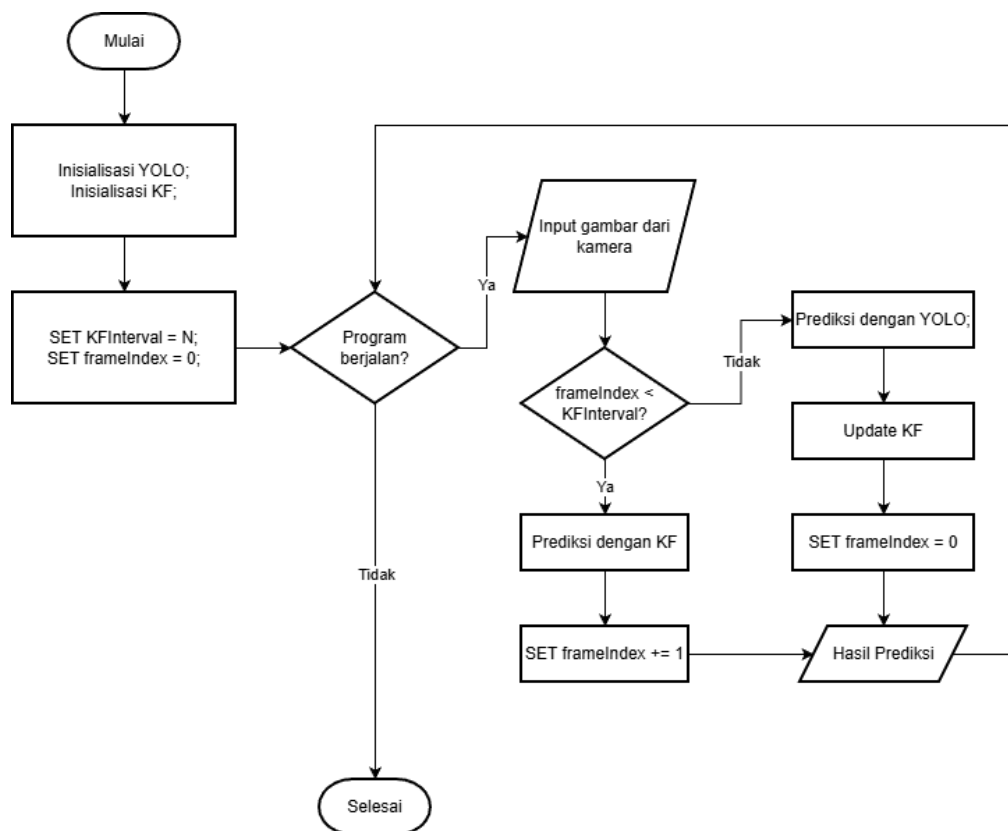 Mulai
Inisialisasi YOLO;
Inisialisasi KF;
SET KFInterval = N;
SET frameIndex = 0;
Program
berjalan?
Ya
Input gambar dari
kamera
frameIndex <
KFInterval?
Tidak
Prediksi dengan YOLO;
Update KF
SET frameIndex = 0
Ya
Prediksi dengan KF
SET frameIndex += 1
Hasil Prediksi
Tidak
Selesai